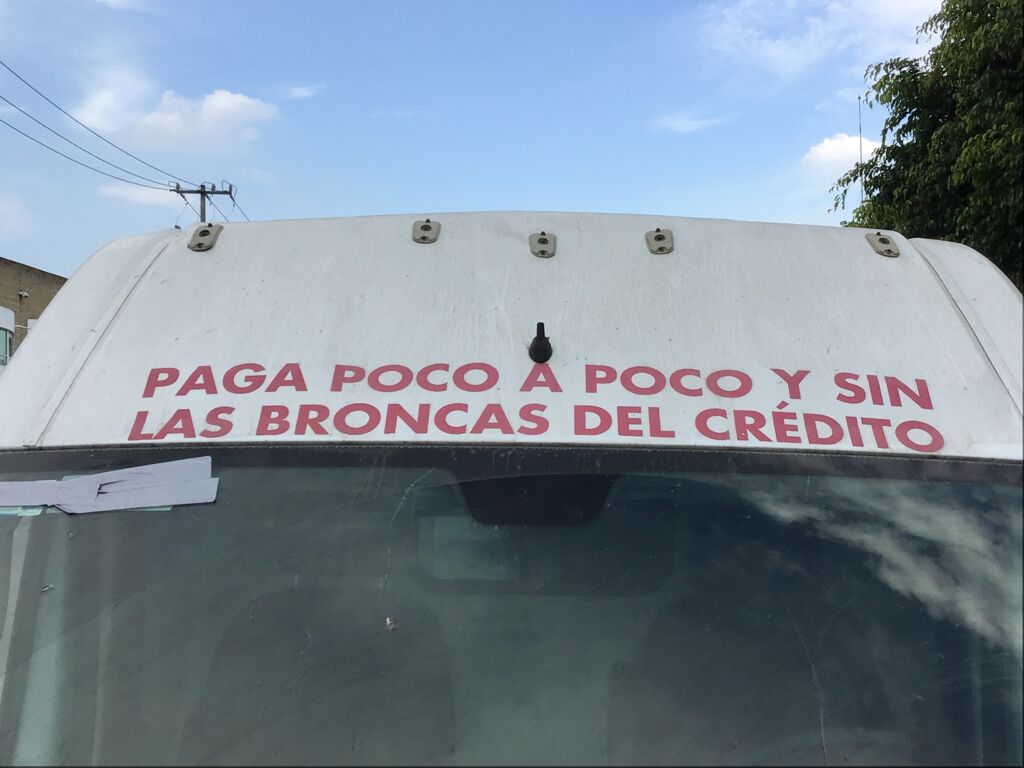 PAGA POCO A POCO Y SIN
LAS BRONCAS DEL CRÉDITO